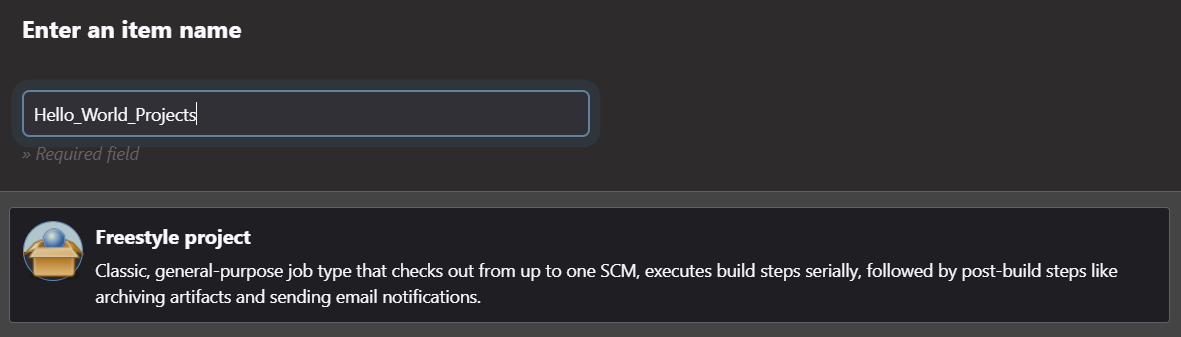 Enter an item name
Hello_World_Projects
» Required field
Freestyle project
Classic, general-purpose job type that checks out from up to one SCM, executes build steps serially, followed by post-build steps like
archiving artifacts and sending email notifications.